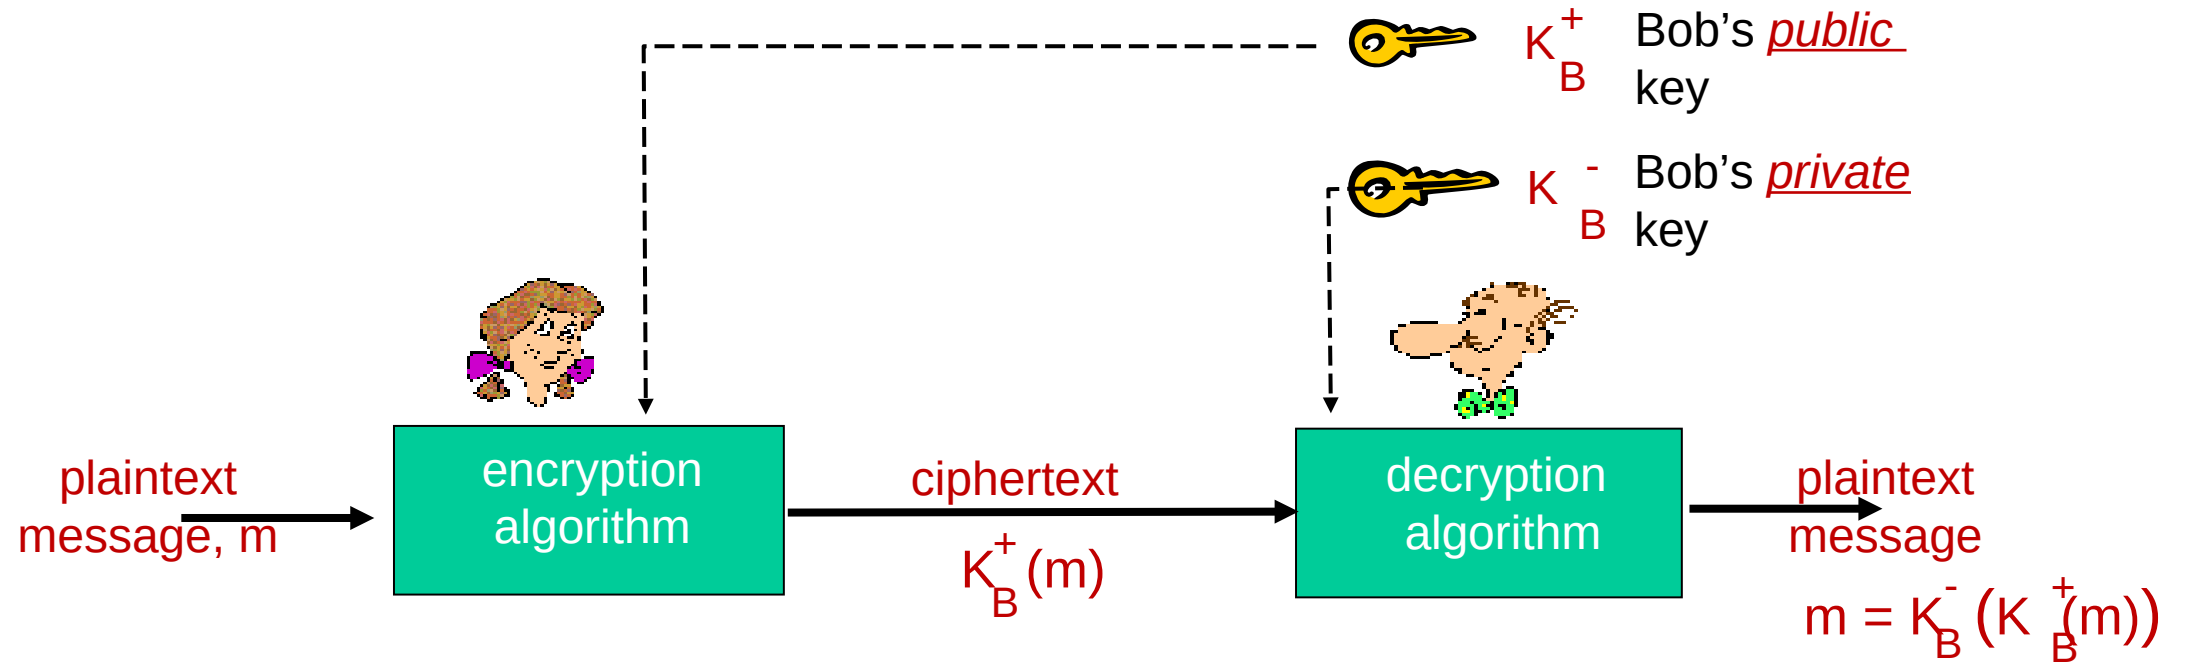 K_B^+ Bob’s public
key
K_B^- Bob’s private
key
plaintext
message, m
encryption
algorithm
ciphertext
K_B^+(m)
decryption
algorithm
plaintext
message
m = K_B^-(K_B^+(m))